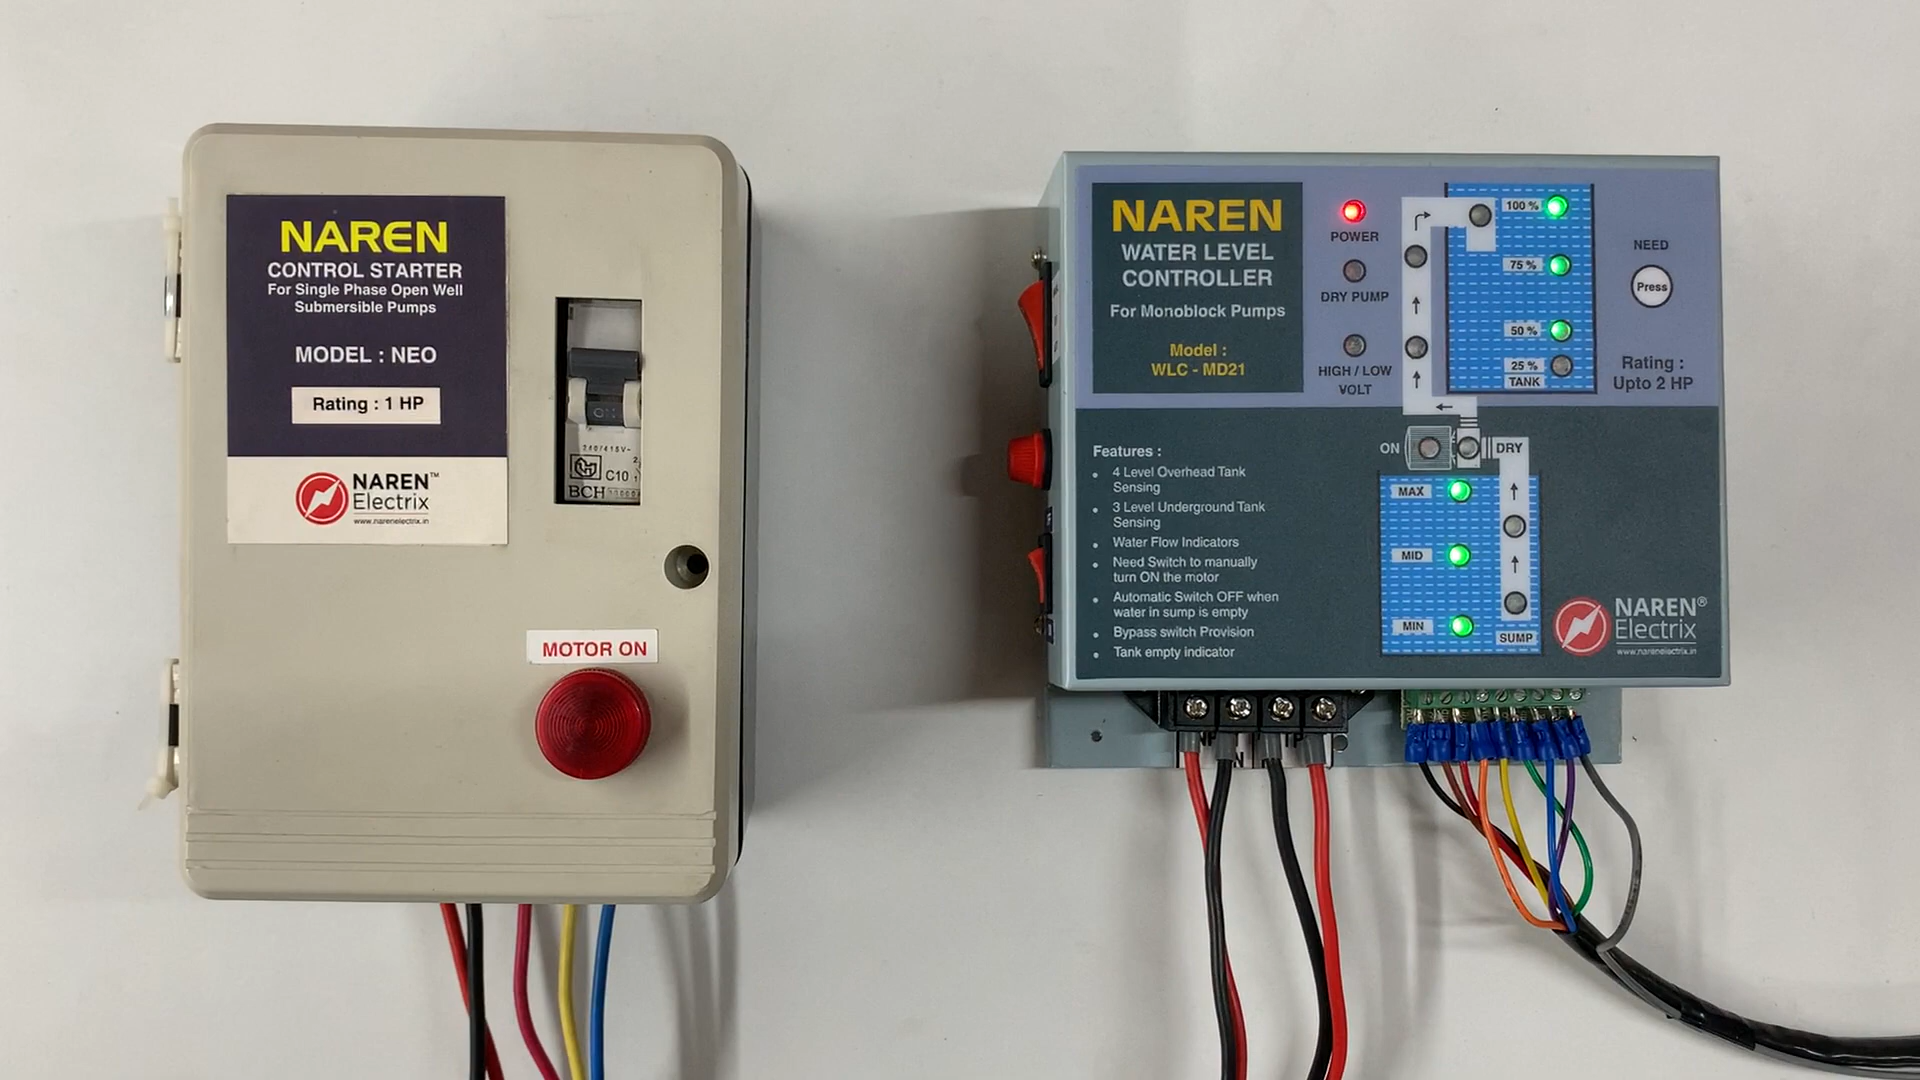 NAREN
CONTROL STARTER
For Single Phase Open Well
Submersible Pumps
MODEL : NEO
Rating : 1 HP
NAREN™
Electrix
www.narenelectrix.in
240/415V~
C10
BCH
MOTOR ON
NAREN
WATER LEVEL
CONTROLLER
For Monoblock Pumps
Model :
WLC - MD21
POWER
DRY PUMP
HIGH / LOW
VOLT
100 %
75 %
50 %
25 %
TANK
NEED
Press
Rating :
Upto 2 HP
Features :
• 4 Level Overhead Tank
Sensing
• 3 Level Underground Tank
Sensing
• Water Flow Indicators
• Need Switch to manually
turn ON the motor
• Automatic Switch OFF when
water in sump is empty
• Bypass switch Provision
• Tank empty indicator
ON
DRY
MAX
MID
MIN
SUMP
NAREN®
Electrix
www.narenelectrix.in
N